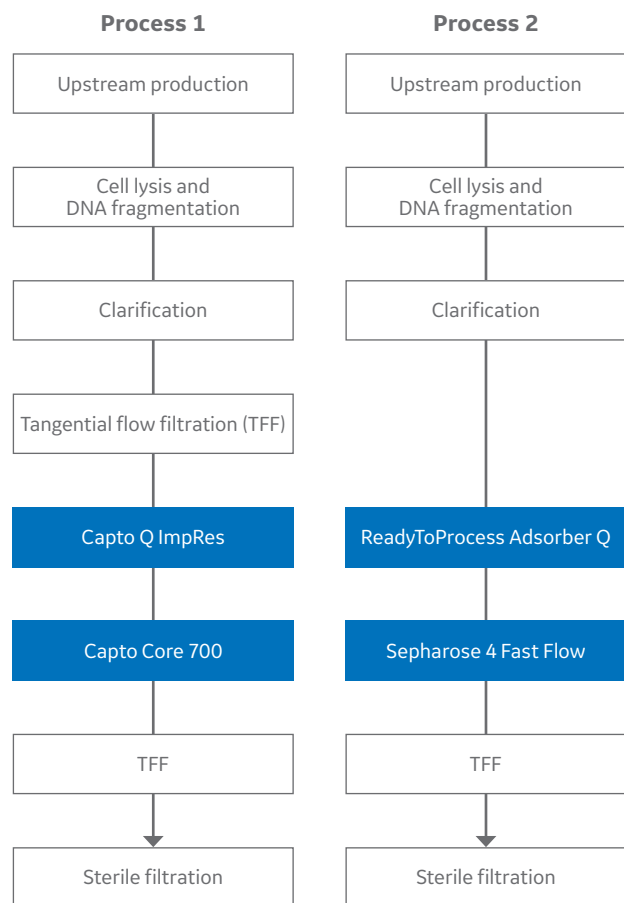 Process 1
Upstream production
Cell lysis and
DNA fragmentation
Clarification
Tangential flow filtration (TFF)
Capto Q ImpRes
Capto Core 700
TFF
Sterile filtration
Process 2
Upstream production
Cell lysis and
DNA fragmentation
Clarification
ReadyToProcess Adsorber Q
Sepharose 4 Fast Flow
TFF
Sterile filtration